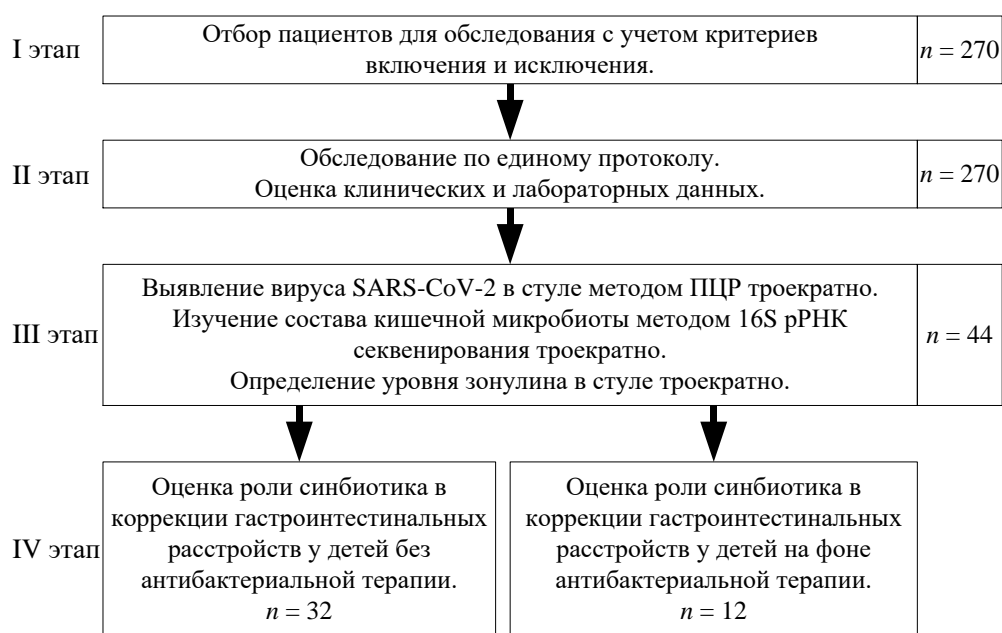 I этап
Отбор пациентов для обследования с учетом критериев
включения и исключения.
n = 270
II этап
Обследование по единому протоколу.
Оценка клинических и лабораторных данных.
n = 270
III этап
Выявление вируса SARS-CoV-2 в стуле методом ПЦР троекратно.
Изучение состава кишечной микробиоты методом 16S рРНК
секвенирования троекратно.
Определение уровня зонулина в стуле троекратно.
n = 44
IV этап
Оценка роли синбиотика в
коррекции гастроинтестинальных
расстройств у детей без
антибактериальной терапии.
n = 32
Оценка роли синбиотика в
коррекции гастроинтестинальных
расстройств у детей на фоне
антибактериальной терапии.
n = 12